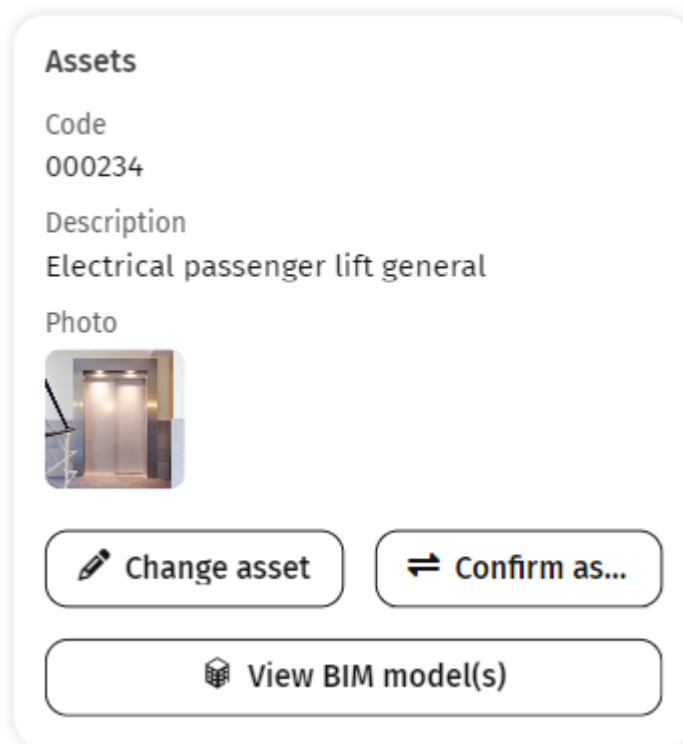 Assets
Code
000234
Description
Electrical passenger lift general
Photo
Change asset
Confirm as...
View BIM model(s)